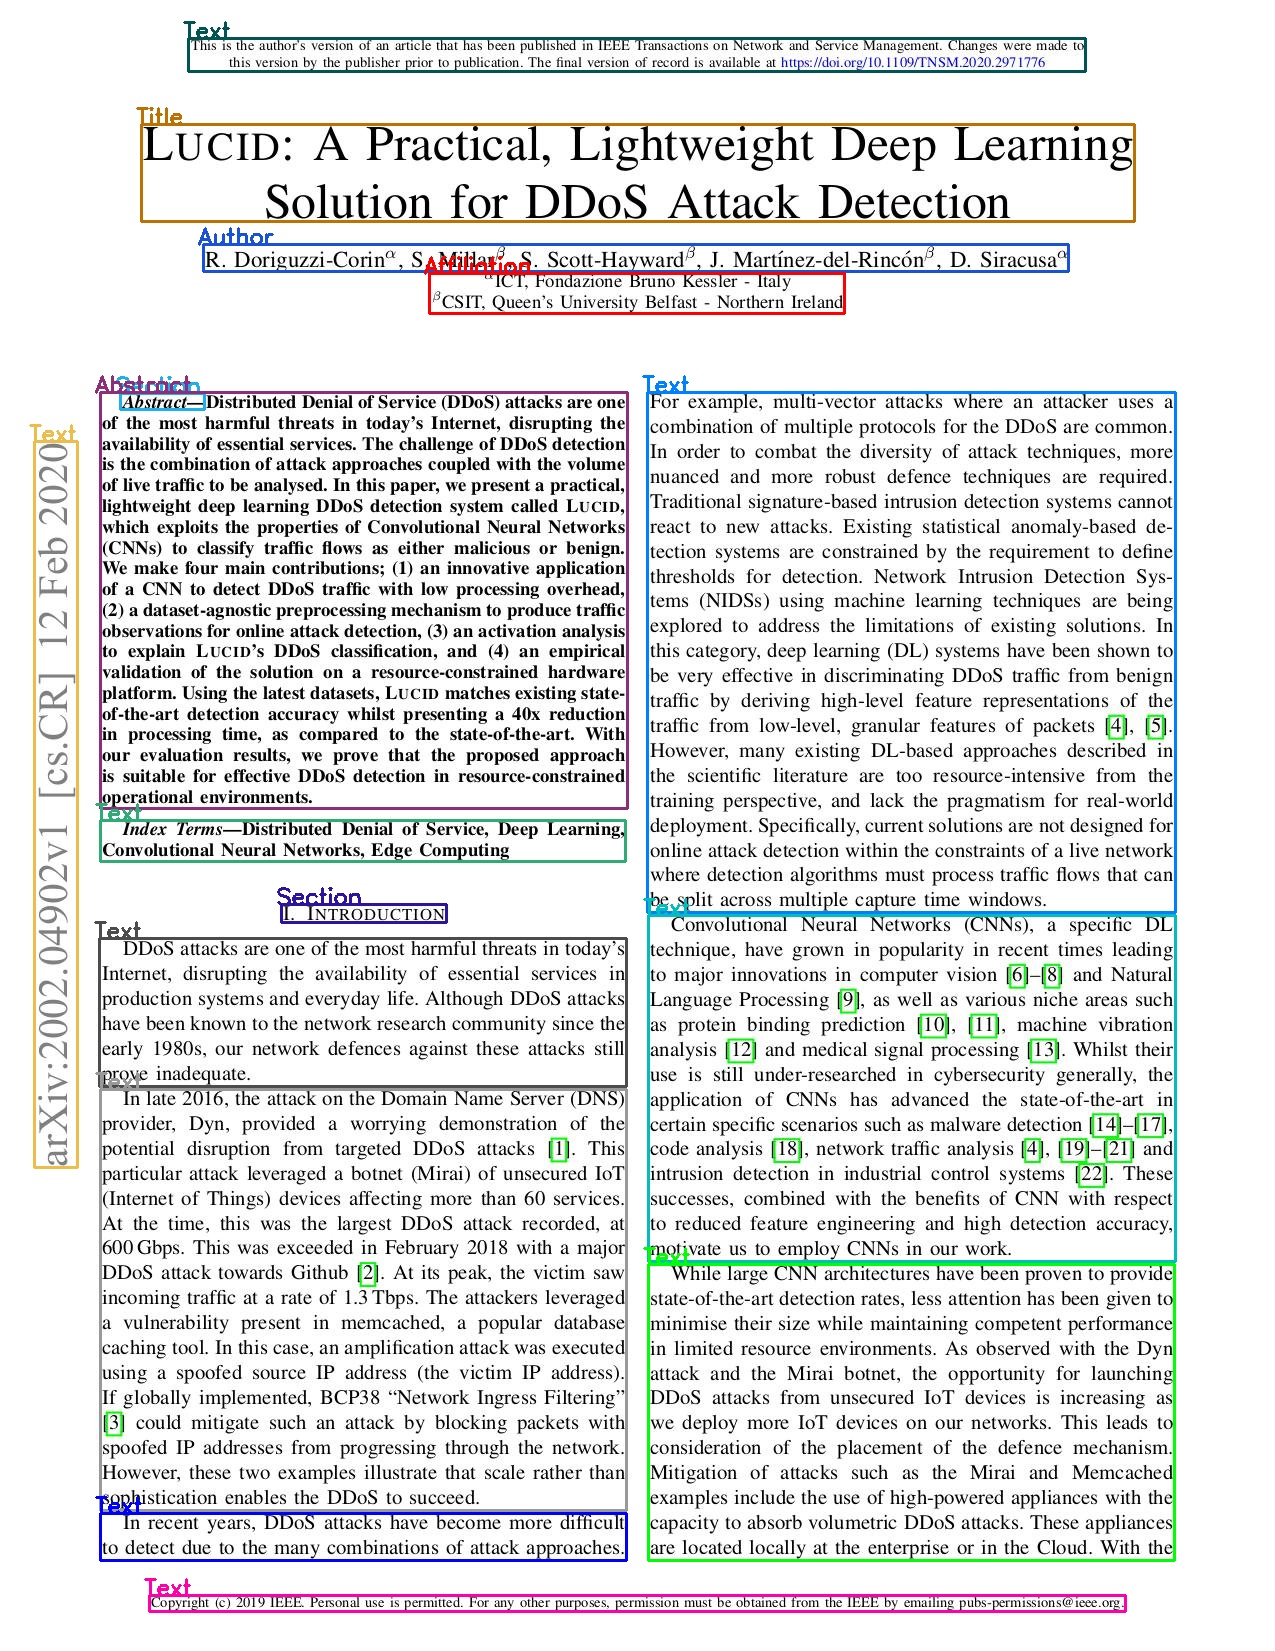 Text
This is the author's version of an article that has been published in IEEE Transactions on Network and Service Management. Changes were made to
this version by the publisher prior to publication. The final version of record is available at https://doi.org/10.1109/TNSM.2020.2971776
Title
LUCID: A Practical, Lightweight Deep Learning
Solution for DDoS Attack Detection
Author
R. Doriguzzi-Corin^α, S. Millar^β, S. Scott-Hayward^β, J. Martínez-del-Rincón^β, D. Siracusa^α
Affiliation
^αICT, Fondazione Bruno Kessler - Italy
^βCSIT, Queen's University Belfast - Northern Ireland
Text
arXiv:2002.04902v1 [cs.CR] 12 Feb 2020
Abstract
Section
Abstract—Distributed Denial of Service (DDoS) attacks are one
of the most harmful threats in today's Internet, disrupting the
availability of essential services. The challenge of DDoS detection
is the combination of attack approaches coupled with the volume
of live traffic to be analysed. In this paper, we present a practical,
lightweight deep learning DDoS detection system called LUCID,
which exploits the properties of Convolutional Neural Networks
(CNNs) to classify traffic flows as either malicious or benign.
We make four main contributions; (1) an innovative application
of a CNN to detect DDoS traffic with low processing overhead,
(2) a dataset-agnostic preprocessing mechanism to produce traffic
observations for online attack detection, (3) an activation analysis
to explain LUCID's DDoS classification, and (4) an empirical
validation of the solution on a resource-constrained hardware
platform. Using the latest datasets, LUCID matches existing state-
of-the-art detection accuracy whilst presenting a 40x reduction
in processing time, as compared to the state-of-the-art. With
our evaluation results, we prove that the proposed approach
is suitable for effective DDoS detection in resource-constrained
operational environments.
Text
Index Terms—Distributed Denial of Service, Deep Learning,
Convolutional Neural Networks, Edge Computing
Section
I. INTRODUCTION
Text
DDoS attacks are one of the most harmful threats in today's
Internet, disrupting the availability of essential services in
production systems and everyday life. Although DDoS attacks
have been known to the network research community since the
early 1980s, our network defences against these attacks still
prove inadequate.
Text
In late 2016, the attack on the Domain Name Server (DNS)
provider, Dyn, provided a worrying demonstration of the
potential disruption from targeted DDoS attacks [1]. This
particular attack leveraged a botnet (Mirai) of unsecured IoT
(Internet of Things) devices affecting more than 60 services.
At the time, this was the largest DDoS attack recorded, at
600 Gbps. This was exceeded in February 2018 with a major
DDoS attack towards Github [2]. At its peak, the victim saw
incoming traffic at a rate of 1.3 Tbps. The attackers leveraged
a vulnerability present in memcached, a popular database
caching tool. In this case, an amplification attack was executed
using a spoofed source IP address (the victim IP address).
If globally implemented, BCP38 “Network Ingress Filtering”
[3] could mitigate such an attack by blocking packets with
spoofed IP addresses from progressing through the network.
However, these two examples illustrate that scale rather than
sophistication enables the DDoS to succeed.
Text
In recent years, DDoS attacks have become more difficult
to detect due to the many combinations of attack approaches.
Text
For example, multi-vector attacks where an attacker uses a
combination of multiple protocols for the DDoS are common.
In order to combat the diversity of attack techniques, more
nuanced and more robust defence techniques are required.
Traditional signature-based intrusion detection systems cannot
react to new attacks. Existing statistical anomaly-based de-
tection systems are constrained by the requirement to define
thresholds for detection. Network Intrusion Detection Sys-
tems (NIDSs) using machine learning techniques are being
explored to address the limitations of existing solutions. In
this category, deep learning (DL) systems have been shown to
be very effective in discriminating DDoS traffic from benign
traffic by deriving high-level feature representations of the
traffic from low-level, granular features of packets [4], [5].
However, many existing DL-based approaches described in
the scientific literature are too resource-intensive from the
training perspective, and lack the pragmatism for real-world
deployment. Specifically, current solutions are not designed for
online attack detection within the constraints of a live network
where detection algorithms must process traffic flows that can
be split across multiple capture time windows.
Text
Convolutional Neural Networks (CNNs), a specific DL
technique, have grown in popularity in recent times leading
to major innovations in computer vision [6]–[8] and Natural
Language Processing [9], as well as various niche areas such
as protein binding prediction [10], [11], machine vibration
analysis [12] and medical signal processing [13]. Whilst their
use is still under-researched in cybersecurity generally, the
application of CNNs has advanced the state-of-the-art in
certain specific scenarios such as malware detection [14]–[17],
code analysis [18], network traffic analysis [4], [19]–[21] and
intrusion detection in industrial control systems [22]. These
successes, combined with the benefits of CNN with respect
to reduced feature engineering and high detection accuracy,
motivate us to employ CNNs in our work.
Text
While large CNN architectures have been proven to provide
state-of-the-art detection rates, less attention has been given to
minimise their size while maintaining competent performance
in limited resource environments. As observed with the Dyn
attack and the Mirai botnet, the opportunity for launching
DDoS attacks from unsecured IoT devices is increasing as
we deploy more IoT devices on our networks. This leads to
consideration of the placement of the defence mechanism.
Mitigation of attacks such as the Mirai and Memcached
examples include the use of high-powered appliances with the
capacity to absorb volumetric DDoS attacks. These appliances
are located locally at the enterprise or in the Cloud. With the
Text
Copyright (c) 2019 IEEE. Personal use is permitted. For any other purposes, permission must be obtained from the IEEE by emailing pubs-permissions@ieee.org.